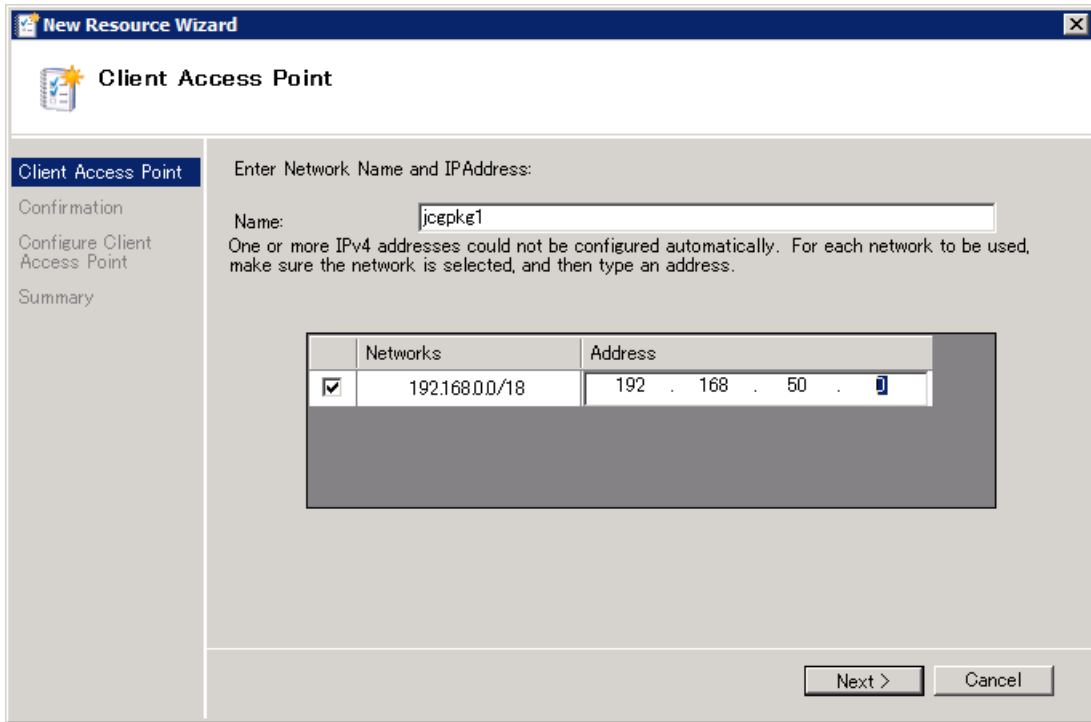 New Resource Wizard
Client Access Point
Client Access Point
Confirmation
Configure Client
Access Point
Summary
Enter Network Name and IPAddress:
Name: jcgpkg1
One or more IPv4 addresses could not be configured automatically. For each network to be used,
make sure the network is selected, and then type an address.
Networks Address
192.168.0.0/18 192 . 168 . 50 . 0
Next > Cancel